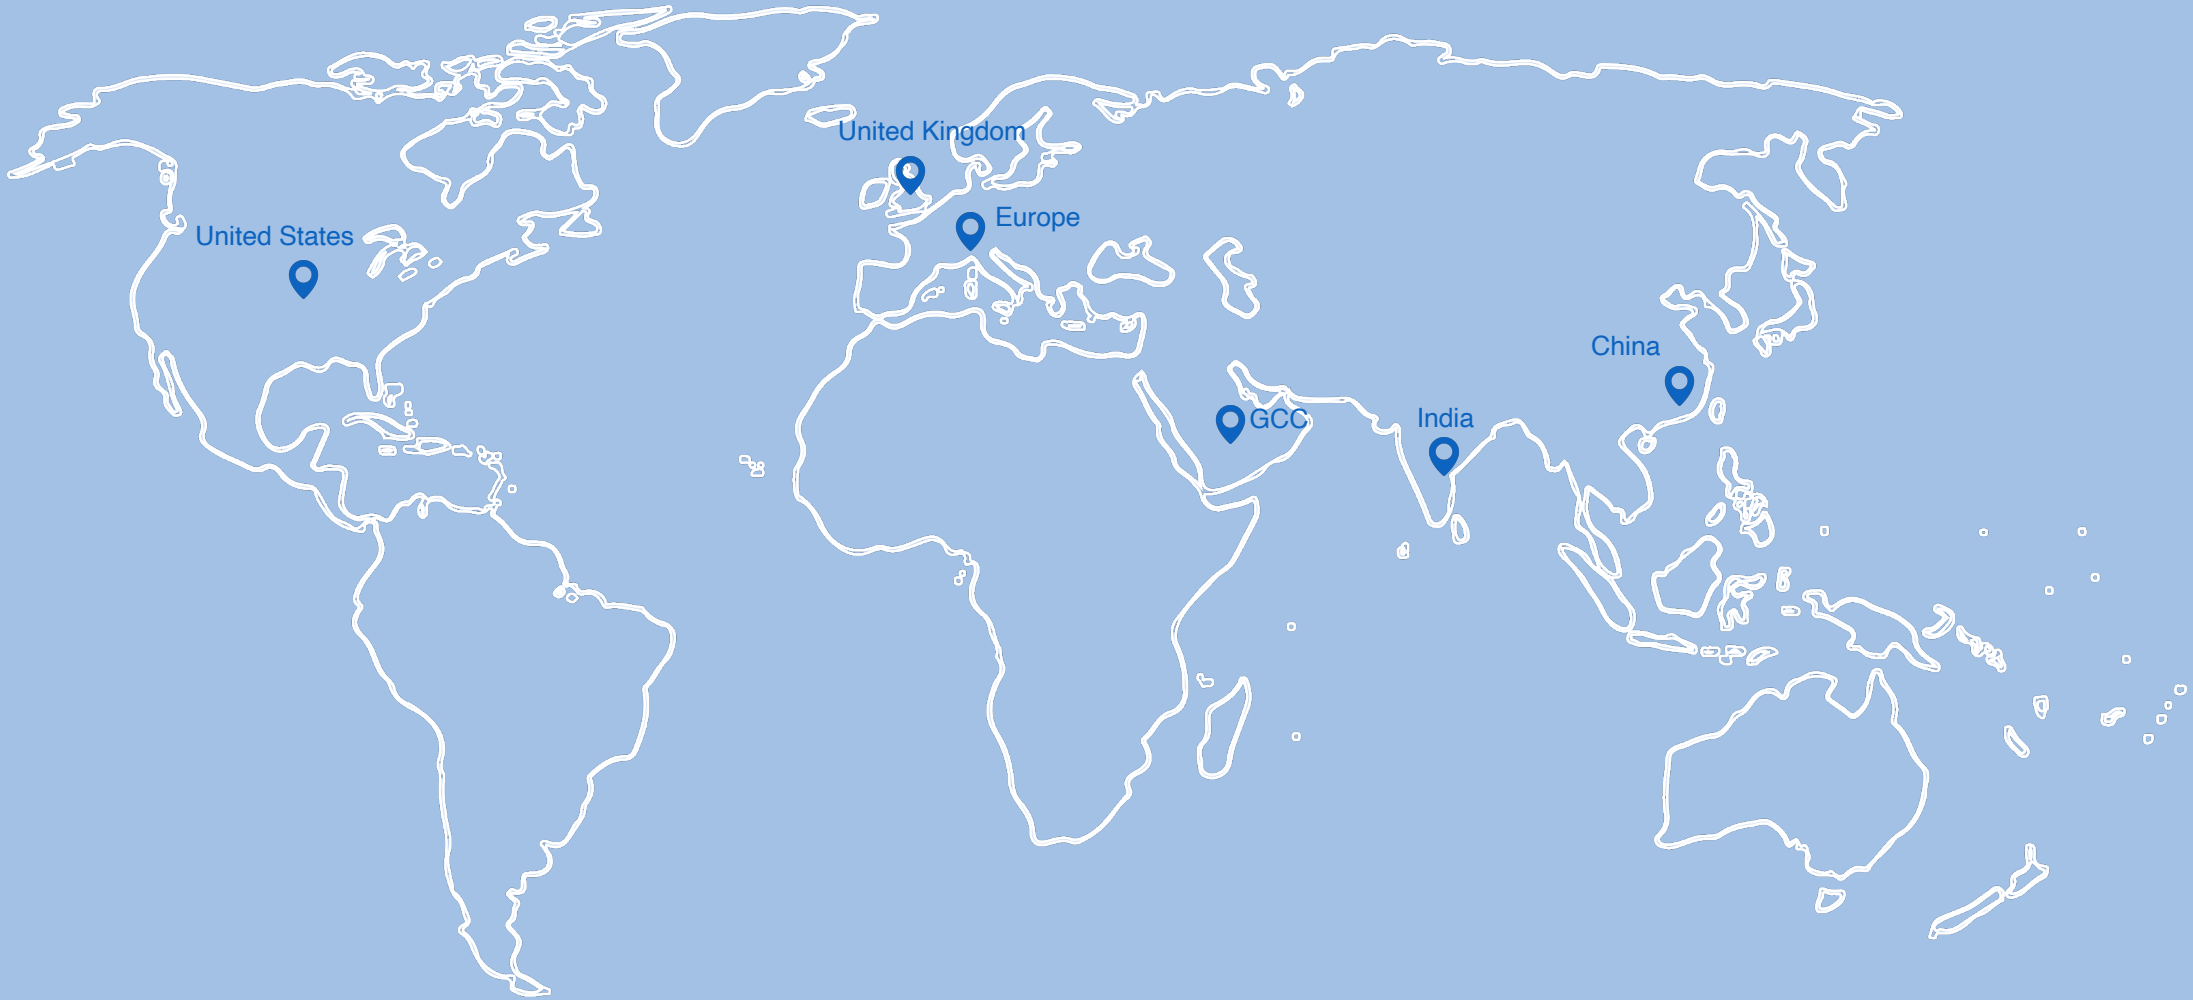 United Kingdom
Europe
United States
China
GCC
India